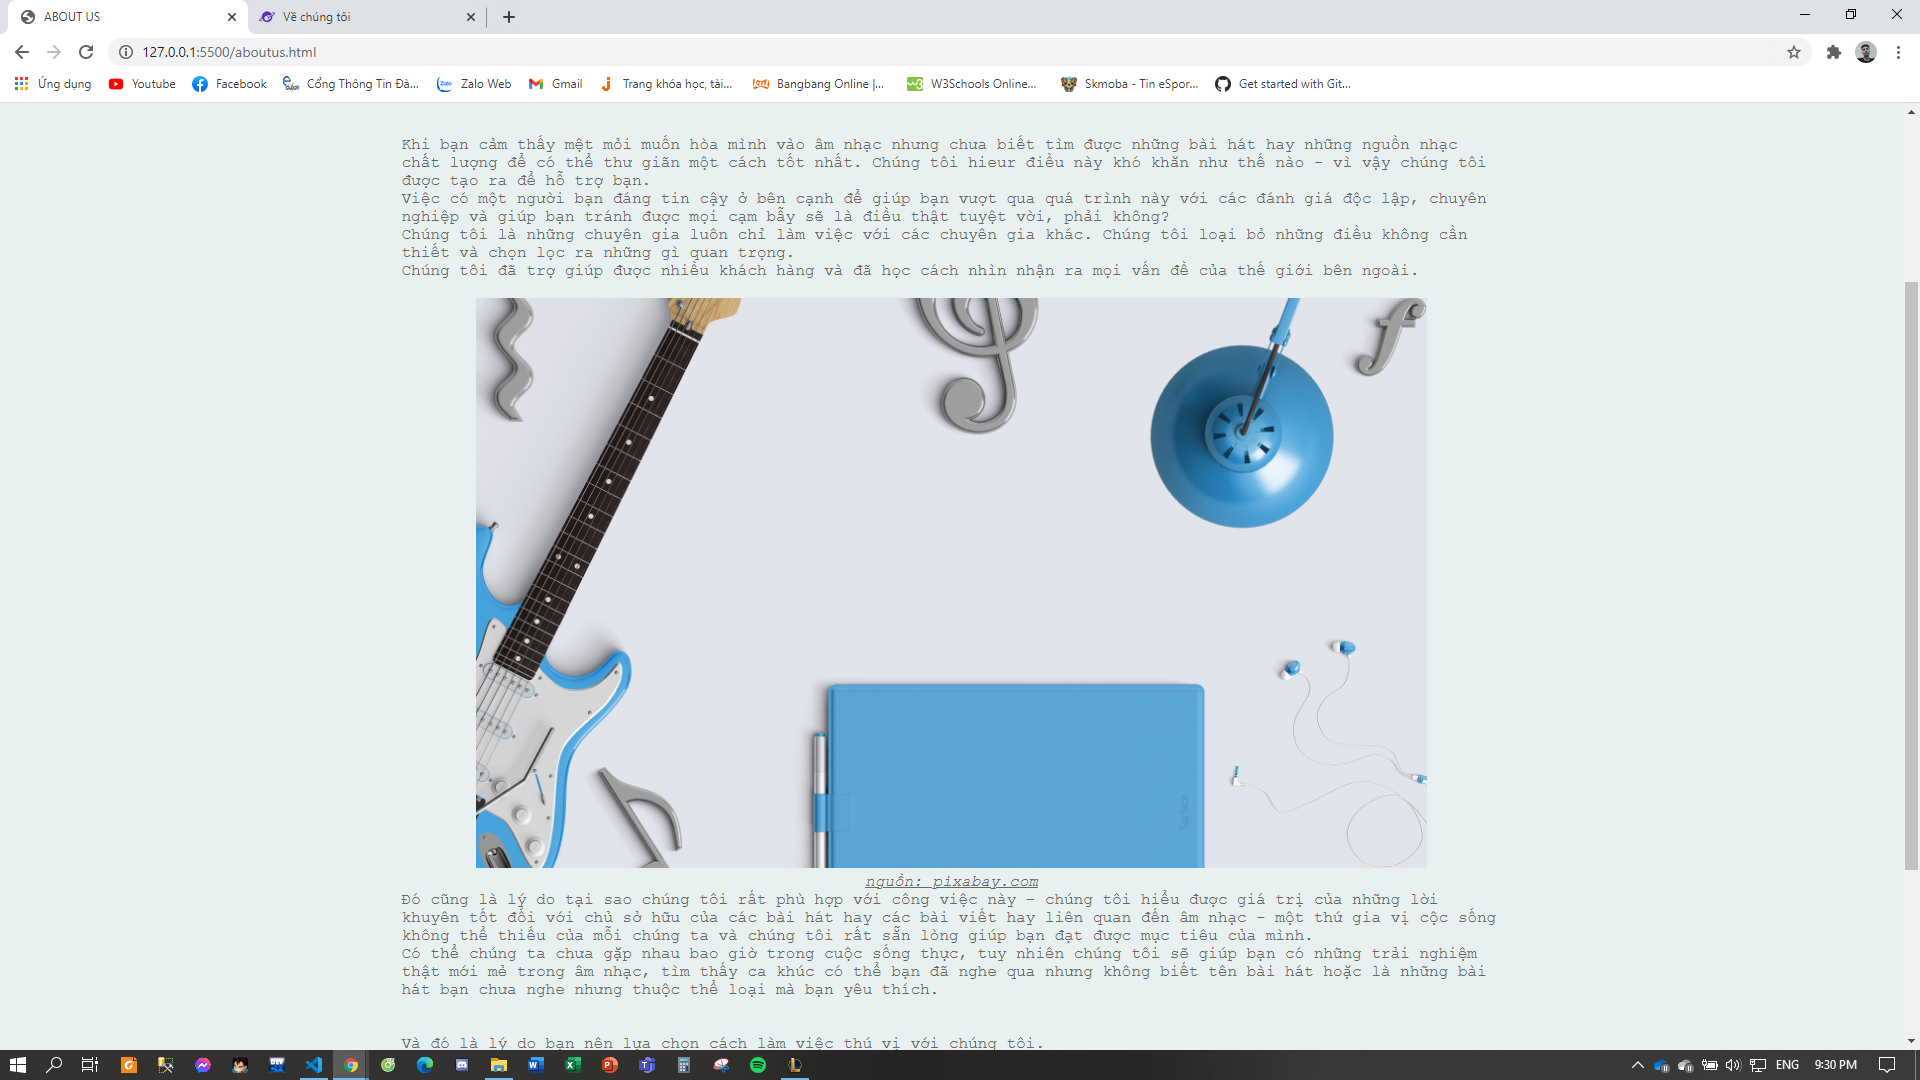 ABOUT US
Về chúng tôi
127.0.0.1:5500/aboutus.html
Ứng dụng
Youtube
Facebook
Cổng Thông Tin Đà...
Zalo Web
Gmail
Trang khóa học, tài...
Bangbang Online |...
W3Schools Online...
Skmoba - Tin eSpor...
Get started with Git...
Khi bạn cảm thấy mệt mỏi muốn hòa mình vào âm nhạc nhưng chưa biết tìm được những bài hát hay những nguồn nhạc
chất lượng để có thể thư giãn một cách tốt nhất. Chúng tôi hieur điều này khó khăn như thế nào - vì vậy chúng tôi
được tạo ra để hỗ trợ bạn.
Việc có một người bạn đáng tin cậy ở bên cạnh để giúp bạn vượt qua quá trình này với các đánh giá độc lập, chuyên
nghiệp và giúp bạn tránh được mọi cạm bẫy sẽ là điều thật tuyệt vời, phải không?
Chúng tôi là những chuyên gia luôn chỉ làm việc với các chuyên gia khác. Chúng tôi loại bỏ những điều không cần
thiết và chọn lọc ra những gì quan trọng.
Chúng tôi đã trợ giúp được nhiều khách hàng và đã học cách nhìn nhận ra mọi vấn đề của thế giới bên ngoài.
Surface
nguồn: pixabay.com
Đó cũng là lý do tại sao chúng tôi rất phù hợp với công việc này – chúng tôi hiểu được giá trị của những lời
khuyên tốt đối với chủ sở hữu của các bài hát hay các bài viết hay liên quan đến âm nhạc - một thứ gia vị cộc sống
không thể thiếu của mỗi chúng ta và chúng tôi rất sẵn lòng giúp bạn đạt được mục tiêu của mình.
Có thể chúng ta chưa gặp nhau bao giờ trong cuộc sống thực, tuy nhiên chúng tôi sẽ giúp bạn có những trải nghiệm
thật mới mẻ trong âm nhạc, tìm thấy ca khúc có thể bạn đã nghe qua nhưng không biết tên bài hát hoặc là những bài
hát bạn chưa nghe nhưng thuộc thể loại mà bạn yêu thích.
Và đó là lý do bạn nên lựa chọn cách làm việc thú vị với chúng tôi.
ENG
9:30 PM